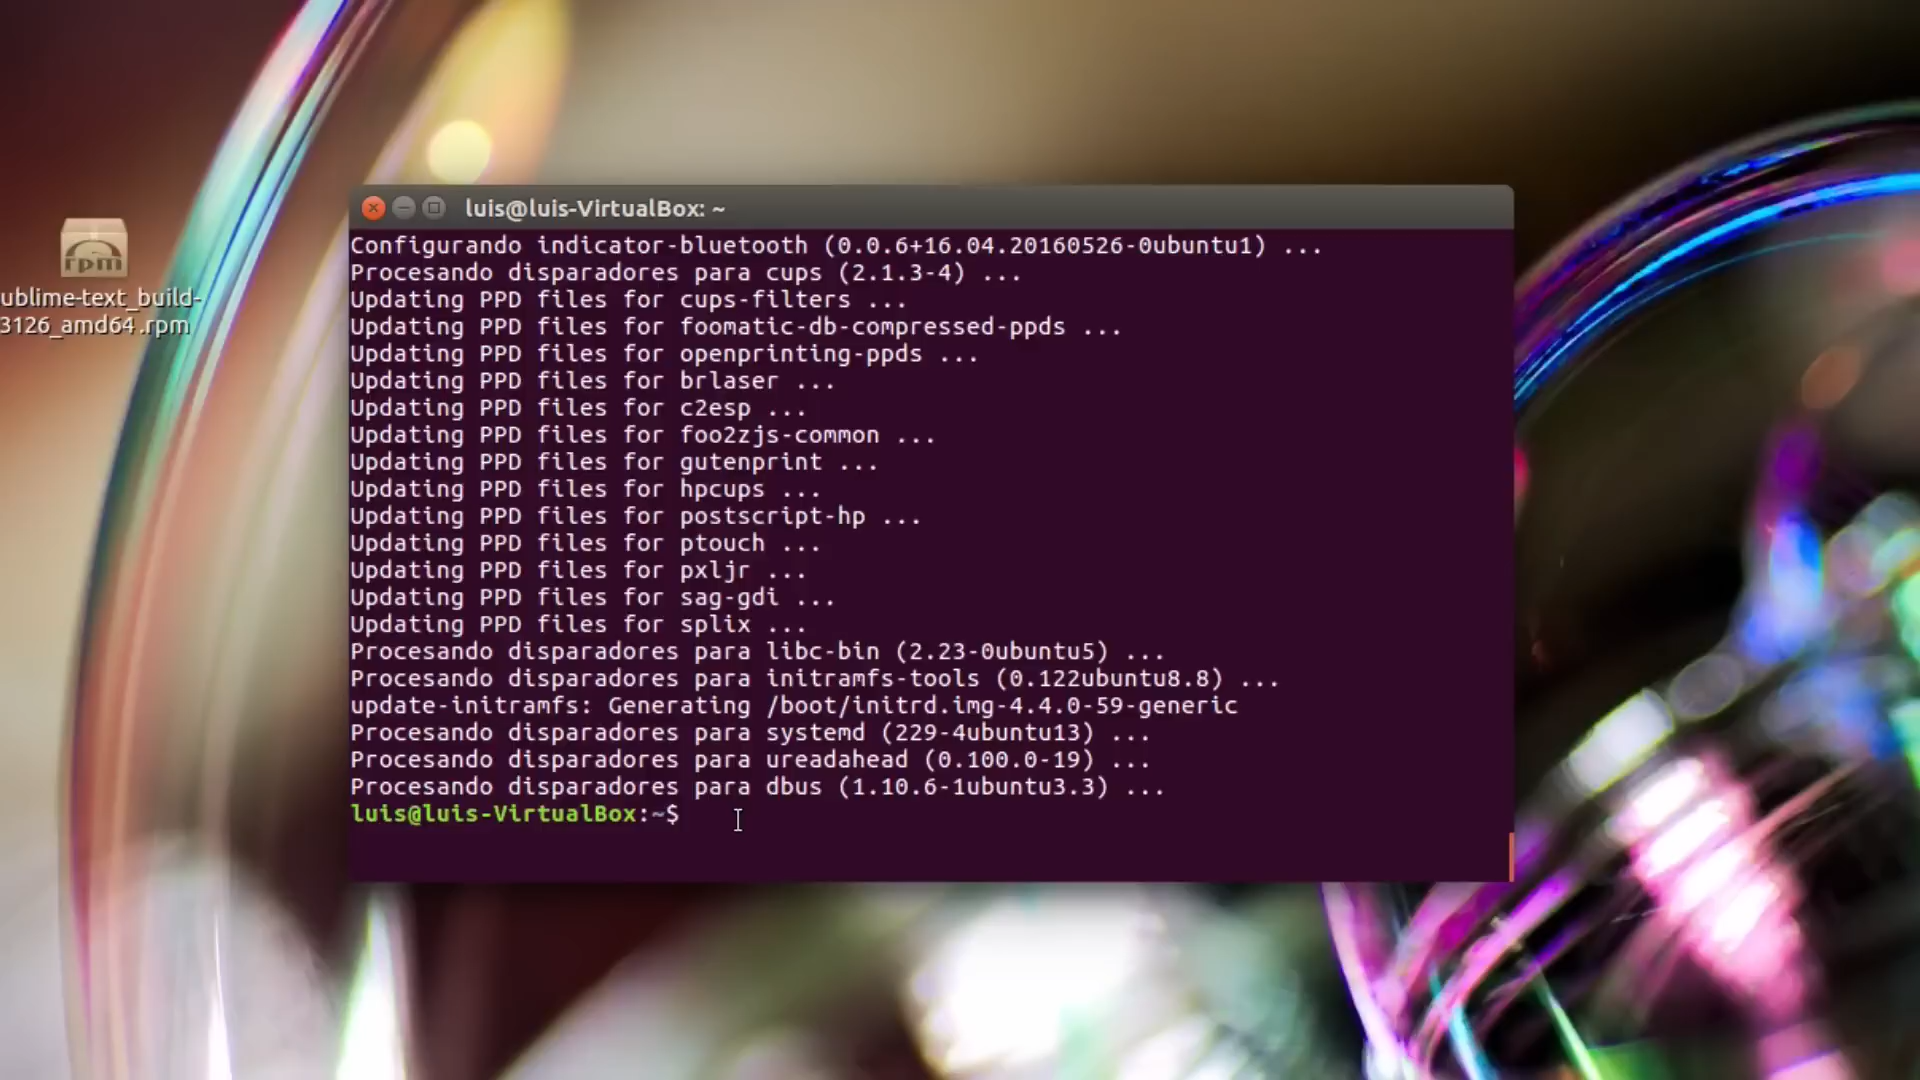 luis@luis-VirtualBox: ~
Configurando indicator-bluetooth (0.0.6+16.04.20160526-0ubuntu1) ...
Procesando disparadores para cups (2.1.3-4) ...
Updating PPD files for cups-filters ...
Updating PPD files for foomatic-db-compressed-ppds ...
Updating PPD files for openprinting-ppds ...
Updating PPD files for brlaser ...
Updating PPD files for c2esp ...
Updating PPD files for foo2zjs-common ...
Updating PPD files for gutenprint ...
Updating PPD files for hpcups ...
Updating PPD files for postscript-hp ...
Updating PPD files for ptouch ...
Updating PPD files for pxljr ...
Updating PPD files for sag-gdi ...
Updating PPD files for splix ...
Procesando disparadores para libc-bin (2.23-0ubuntu5) ...
Procesando disparadores para initramfs-tools (0.122ubuntu8.8) ...
update-initramfs: Generating /boot/initrd.img-4.4.0-59-generic
Procesando disparadores para systemd (229-4ubuntu13) ...
Procesando disparadores para ureadahead (0.100.0-19) ...
Procesando disparadores para dbus (1.10.6-1ubuntu3.3) ...
luis@luis-VirtualBox:~$
rpm
ublime-text_build-
3126_amd64.rpm